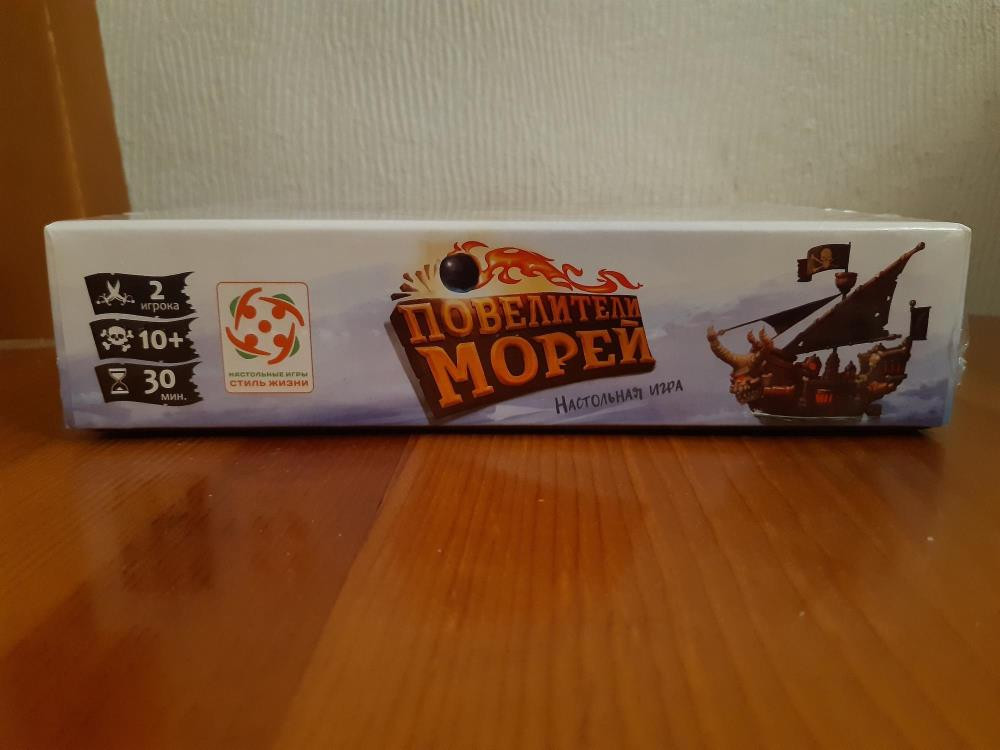 2
игрока
10+
30
мин.
НАСТОЛЬНЫЕ ИГРЫ
СТИЛЬ ЖИЗНИ
ПОВЕЛИТЕЛИ
МОРЕЙ
НАСТОЛЬНАЯ ИГРА